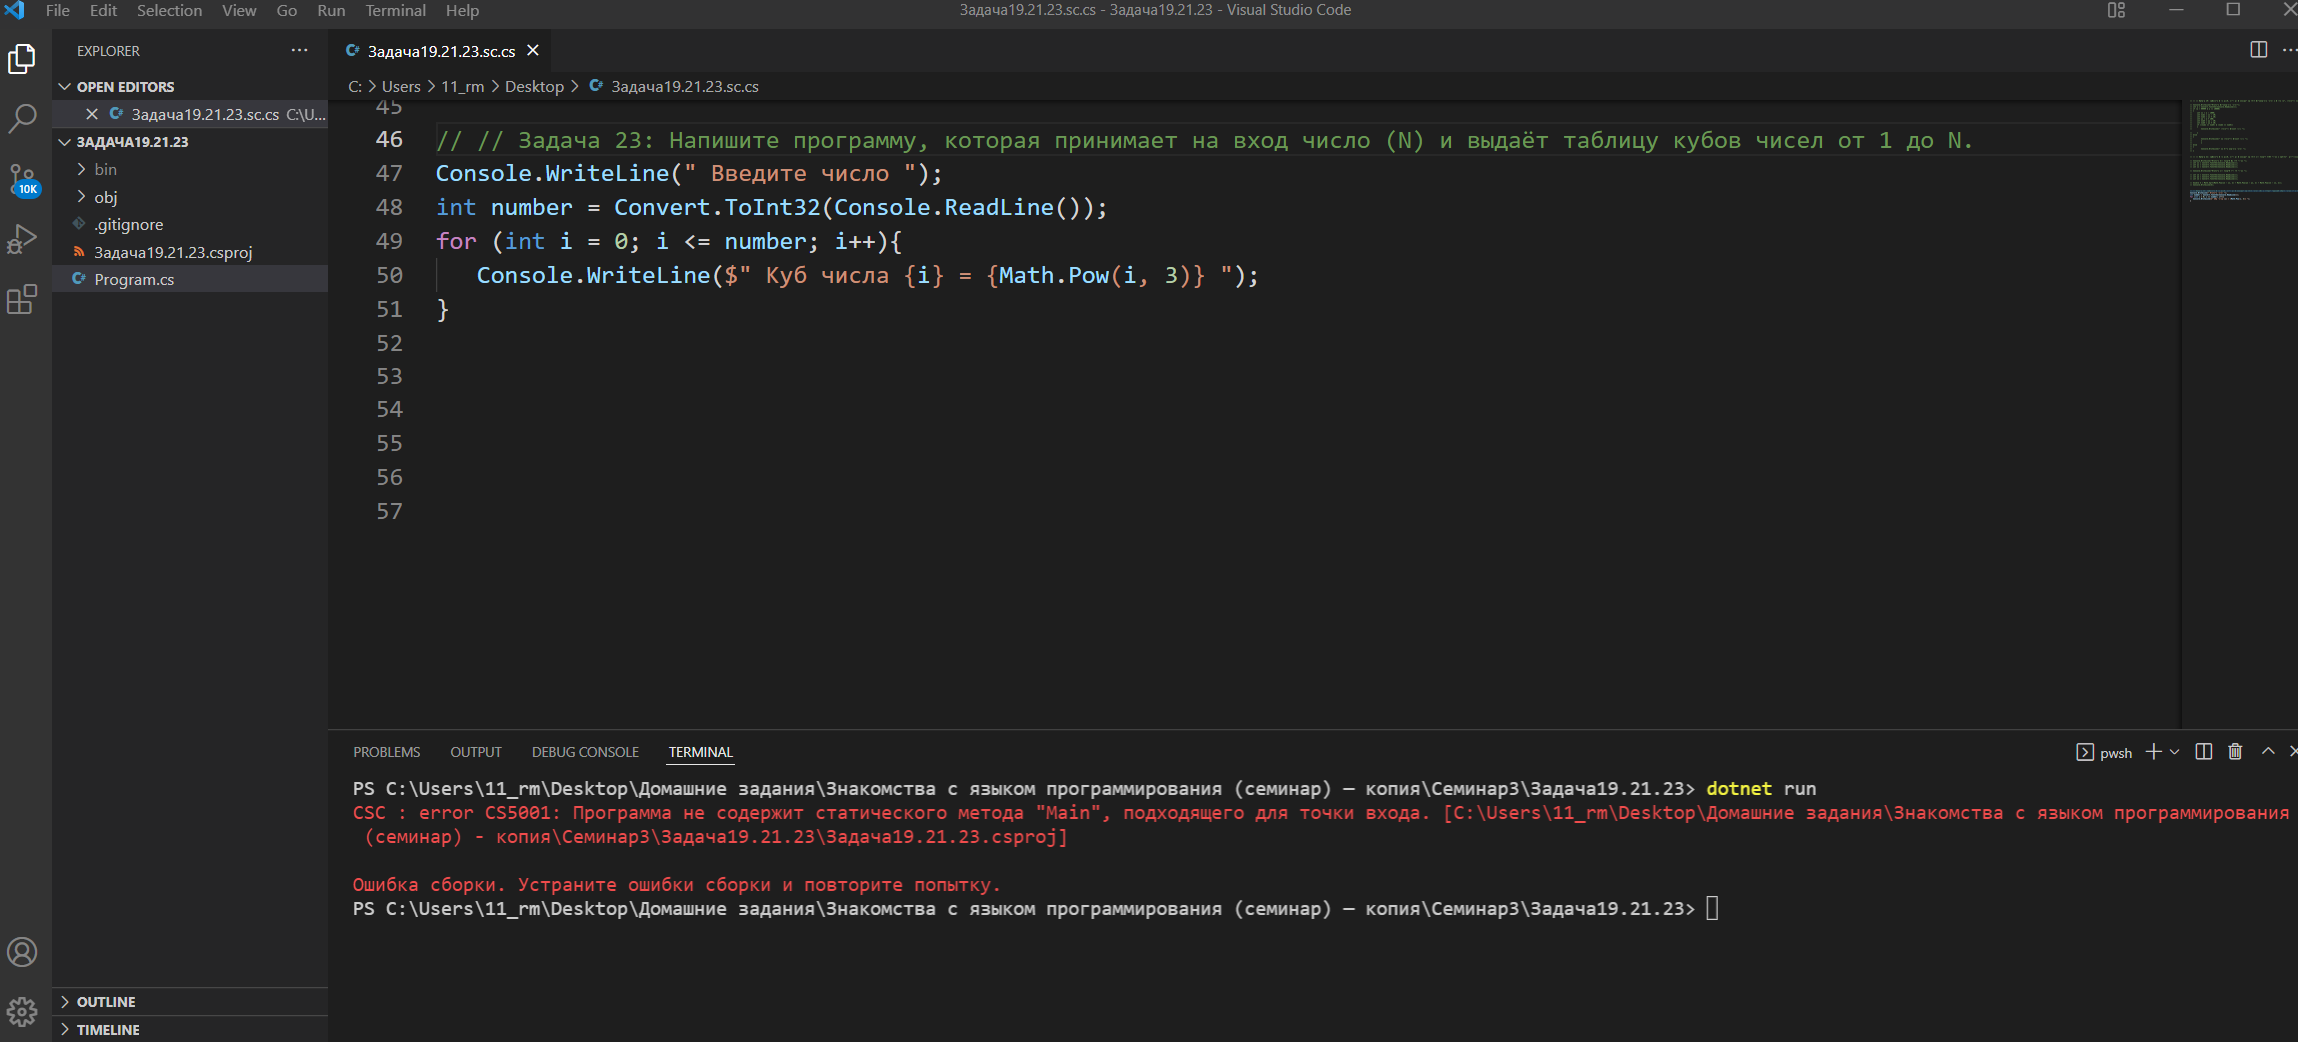 File Edit Selection View Go Run Terminal Help
Задача19.21.23.sc.cs - Задача19.21.23 - Visual Studio Code
EXPLORER
OPEN EDITORS
Задача19.21.23.sc.cs C:\U...
ЗАДАЧА19.21.23
bin
obj
.gitignore
Задача19.21.23.csproj
Program.cs
10K
OUTLINE
TIMELINE
Задача19.21.23.sc.cs
C: > Users > 11_rm > Desktop > Задача19.21.23.sc.cs
45
46 // // Задача 23: Напишите программу, которая принимает на вход число (N) и выдаёт таблицу кубов чисел от 1 до N.
47 Console.WriteLine(" Введите число ");
48 int number = Convert.ToInt32(Console.ReadLine());
49 for (int i = 0; i <= number; i++){
50 Console.WriteLine($" Куб числа {i} = {Math.Pow(i, 3)} ");
51 }
52
53
54
55
56
57
PROBLEMS OUTPUT DEBUG CONSOLE TERMINAL
pwsh
PS C:\Users\11_rm\Desktop\Домашние задания\Знакомства с языком программирования (семинар) — копия\Семинар3\Задача19.21.23> dotnet run
CSC : error CS5001: Программа не содержит статического метода "Main", подходящего для точки входа. [C:\Users\11_rm\Desktop\Домашние задания\Знакомства с языком программирования
(семинар) - копия\Семинар3\Задача19.21.23\Задача19.21.23.csproj]
Ошибка сборки. Устраните ошибки сборки и повторите попытку.
PS C:\Users\11_rm\Desktop\Домашние задания\Знакомства с языком программирования (семинар) — копия\Семинар3\Задача19.21.23>